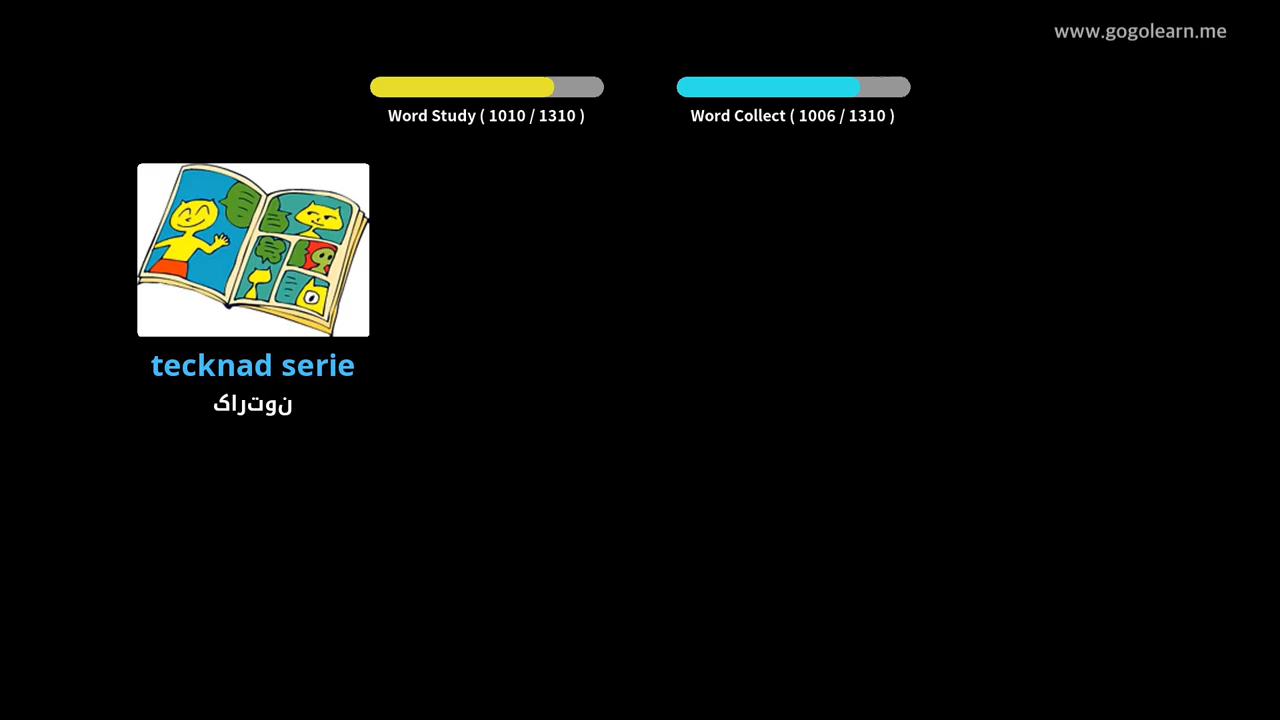 www.gogolearn.me
Word Study ( 1010 / 1310 )
Word Collect ( 1006 / 1310 )
tecknad serie
کارتون